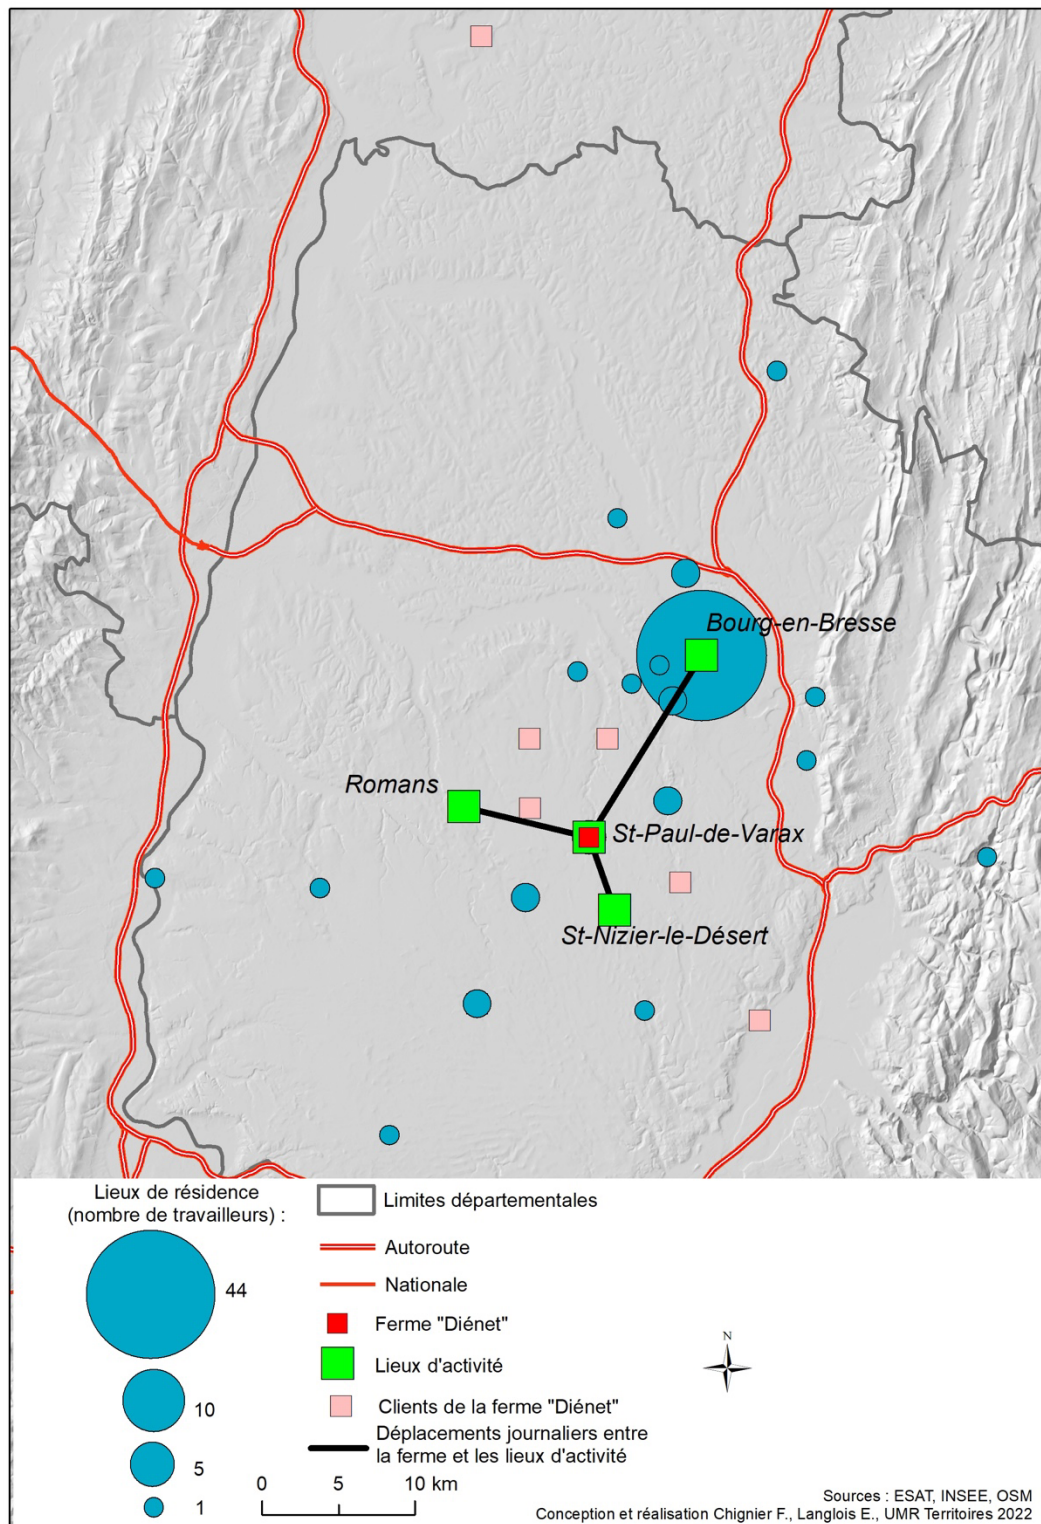 Bourg-en-Bresse
Romans
St-Paul-de-Varax
St-Nizier-le-Désert
Lieux de résidence
(nombre de travailleurs) :
44
10
5
1
Limites départementales
Autoroute
Nationale
Ferme "Diénet"
Lieux d'activité
Clients de la ferme "Diénet"
Déplacements journaliers entre
la ferme et les lieux d'activité
0 5 10 km
N
Sources : ESAT, INSEE, OSM
Conception et réalisation Chignier F., Langlois E., UMR Territoires 2022